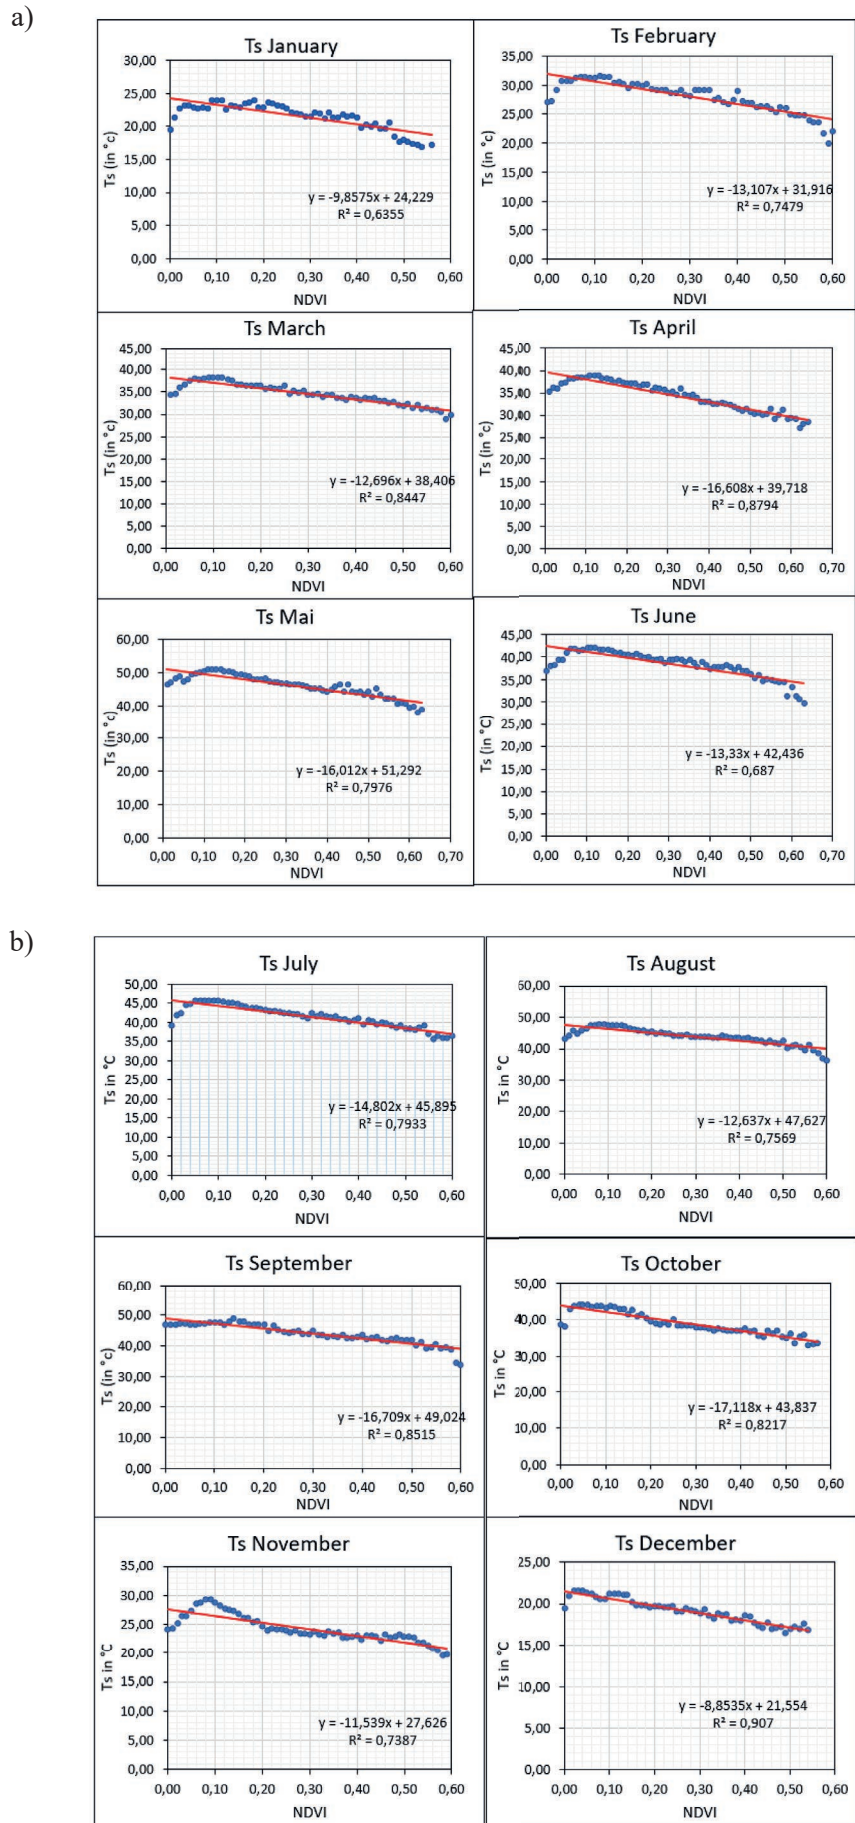 a)
Ts January
30,00
25,00
20,00
15,00
10,00
5,00
0,00
Ts (in °c)
y = -9,8575x + 24,229
R² = 0,6355
0,00 0,10 0,20 0,30 0,40 0,50 0,60
NDVI
Ts February
35,00
30,00
25,00
20,00
15,00
10,00
5,00
0,00
Ts (in °c)
y = -13,107x + 31,916
R² = 0,7479
0,00 0,10 0,20 0,30 0,40 0,50 0,60
NDVI
Ts March
45,00
40,00
35,00
30,00
25,00
20,00
15,00
10,00
5,00
0,00
Ts (in °c)
y = -12,696x + 38,406
R² = 0,8447
0,00 0,10 0,20 0,30 0,40 0,50 0,60
NDVI
Ts April
45,00
40,00
35,00
30,00
25,00
20,00
15,00
10,00
5,00
0,00
Ts (in °c)
y = -16,608x + 39,718
R² = 0,8794
0,00 0,10 0,20 0,30 0,40 0,50 0,60 0,70
NDVI
Ts Mai
60,00
50,00
40,00
30,00
20,00
10,00
0,00
Ts (in °c)
y = -16,012x + 51,292
R² = 0,7976
0,00 0,10 0,20 0,30 0,40 0,50 0,60 0,70
NDVI
Ts June
45,00
40,00
35,00
30,00
25,00
20,00
15,00
10,00
5,00
0,00
Ts (in °C)
y = -13,33x + 42,436
R² = 0,687
0,00 0,10 0,20 0,30 0,40 0,50 0,60 0,70
NDVI
b)
Ts July
50,00
45,00
40,00
35,00
30,00
25,00
20,00
15,00
10,00
5,00
0,00
Ts in °C
y = -14,802x + 45,895
R² = 0,7933
0,00 0,10 0,20 0,30 0,40 0,50 0,60
NDVI
Ts August
60,00
50,00
40,00
30,00
20,00
10,00
0,00
Ts in °C
y = -12,637x + 47,627
R² = 0,7569
0,00 0,10 0,20 0,30 0,40 0,50 0,60
NDVI
Ts September
60,00
50,00
40,00
30,00
20,00
10,00
0,00
Ts (in °c)
y = -16,709x + 49,024
R² = 0,8515
0,00 0,10 0,20 0,30 0,40 0,50 0,60
NDVI
Ts October
50,00
40,00
30,00
20,00
10,00
0,00
Ts in °C
y = -17,118x + 43,837
R² = 0,8217
0,00 0,10 0,20 0,30 0,40 0,50 0,60
NDVI
Ts November
35,00
30,00
25,00
20,00
15,00
10,00
5,00
0,00
Ts in °C
y = -11,539x + 27,626
R² = 0,7387
0,00 0,10 0,20 0,30 0,40 0,50 0,60
NDVI
Ts December
25,00
20,00
15,00
10,00
5,00
0,00
Ts in °C
y = -8,8535x + 21,554
R² = 0,907
0,00 0,10 0,20 0,30 0,40 0,50 0,60
NDVI